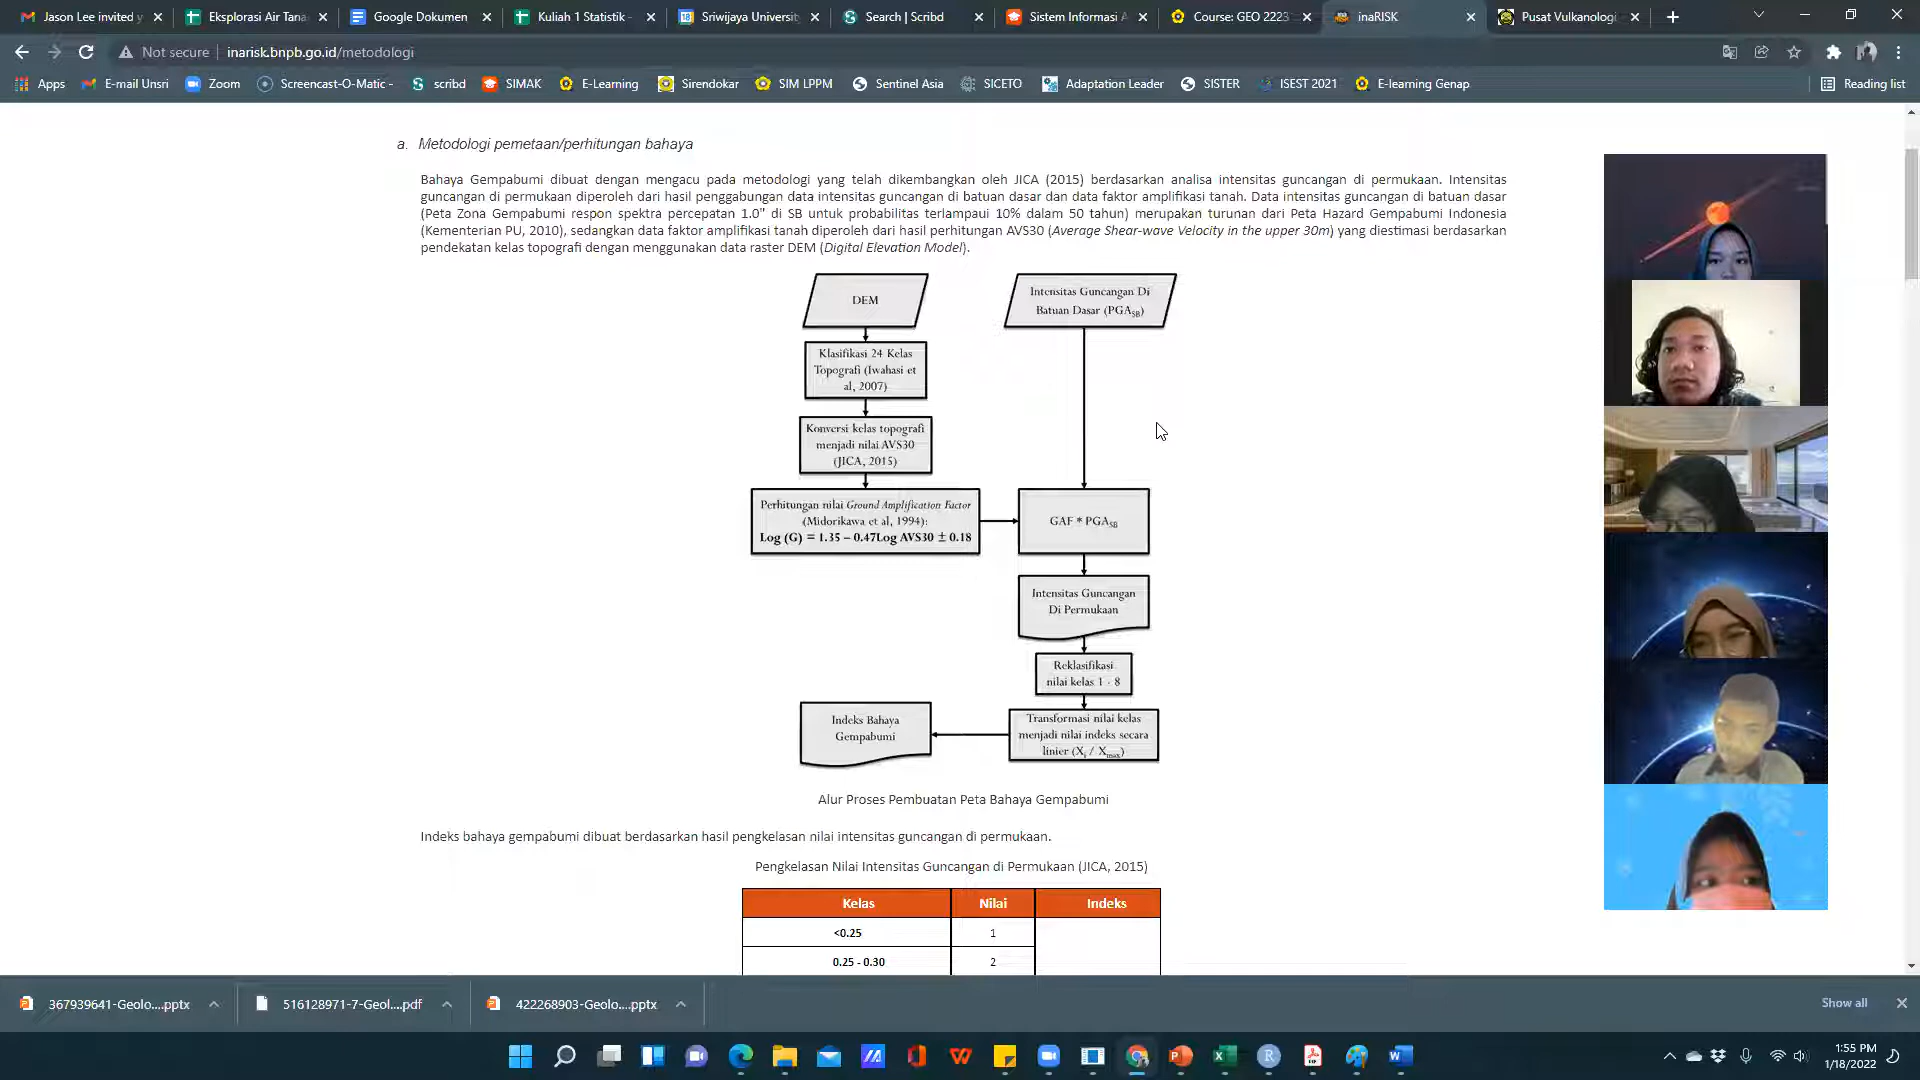 Jason Lee invited y
Eksplorasi Air Tana
Google Dokumen
Kuliah 1 Statistik -
Sriwijaya University
Search | Scribd
Sistem Informasi A
Course: GEO 2223
inaRISK
Pusat Vulkanologi
Not secure
inarisk.bnpb.go.id/metodologi
Apps
E-mail Unsri
Zoom
Screencast-O-Matic -
scribd
SIMAK
E-Learning
Sirendokar
SIM LPPM
Sentinel Asia
SICETO
Adaptation Leader
SISTER
ISEST 2021
E-learning Genap
Reading list
a. Metodologi pemetaan/perhitungan bahaya
Bahaya Gempabumi dibuat dengan mengacu pada metodologi yang telah dikembangkan oleh JICA (2015) berdasarkan analisa intensitas guncangan di permukaan. Intensitas
guncangan di permukaan diperoleh dari hasil penggabungan data intensitas guncangan di batuan dasar dan data faktor amplifikasi tanah. Data intensitas guncangan di batuan dasar
(Peta Zona Gempabumi respon spektra percepatan 1.0" di SB untuk probabilitas terlampaui 10% dalam 50 tahun) merupakan turunan dari Peta Hazard Gempabumi Indonesia
(Kementerian PU, 2010), sedangkan data faktor amplifikasi tanah diperoleh dari hasil perhitungan AVS30 (Average Shear-wave Velocity in the upper 30m) yang diestimasi berdasarkan
pendekatan kelas topografi dengan menggunakan data raster DEM (Digital Elevation Model).
DEM
Intensitas Guncangan Di
Batuan Dasar (PGASB)
Klasifikasi 24 Kelas
Topografi (Iwahasi et
al, 2007)
Konversi kelas topografi
menjadi nilai AVS30
(JICA, 2015)
Perhitungan nilai Ground Amplification Factor
(Midorikawa et al, 1994):
Log (G) = 1.35 – 0.47Log AVS30 ± 0.18
GAF * PGASB
Intensitas Guncangan
Di Permukaan
Reklasifikasi
nilai kelas 1 - 8
Transformasi nilai kelas
menjadi nilai indeks secara
linier (Xi / Xmax)
Indeks Bahaya
Gempabumi
Alur Proses Pembuatan Peta Bahaya Gempabumi
Indeks bahaya gempabumi dibuat berdasarkan hasil pengkelasan nilai intensitas guncangan di permukaan.
Pengkelasan Nilai Intensitas Guncangan di Permukaan (JICA, 2015)
Kelas Nilai Indeks
<0.25 1
0.25 - 0.30 2
367939641-Geolo....pptx
516128971-7-Geol....pdf
422268903-Geolo....pptx
Show all
1:55 PM
1/18/2022